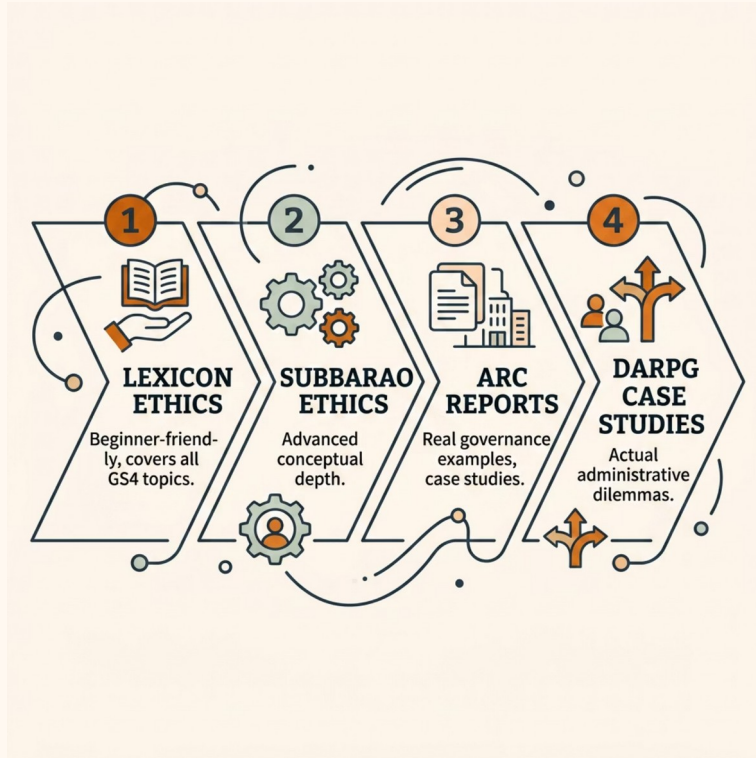 1
LEXICON
ETHICS
Beginner-friend-
ly, covers all
GS4 topics.
2
SUBBARAO
ETHICS
Advanced
conceptual
depth.
3
ARC
REPORTS
Real governance
examples,
case studies.
4
DARPG
CASE
STUDIES
Actual
administrative
dilemmas.